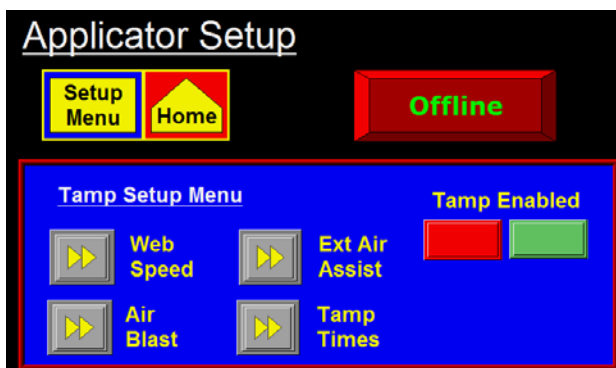 Applicator Setup
Setup
Menu
Home
Offline
Tamp Setup Menu
Tamp Enabled
Web
Speed
Ext Air
Assist
Air
Blast
Tamp
Times